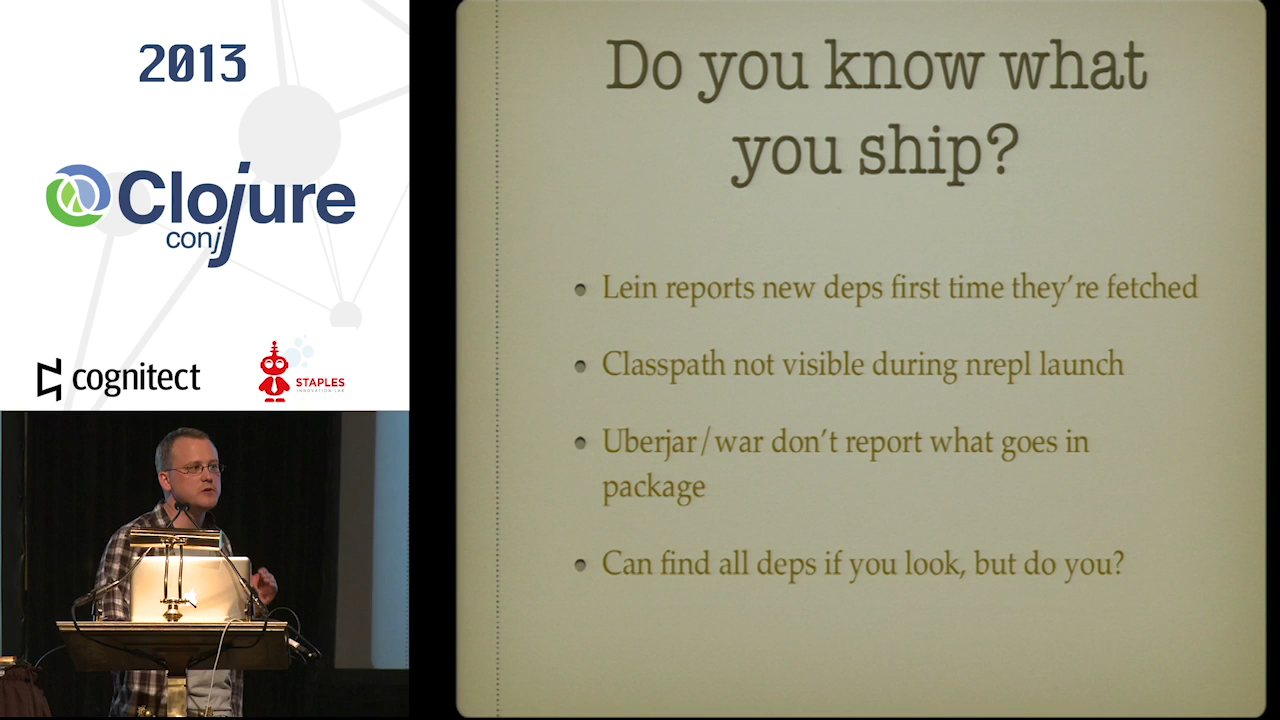 2013
Clojure
conj
cognitect
STAPLES
INNOVATION LAB
Do you know what
you ship?
• Lein reports new deps first time they're fetched
• Classpath not visible during nrepl launch
• Uberjar/war don't report what goes in
package
• Can find all deps if you look, but do you?